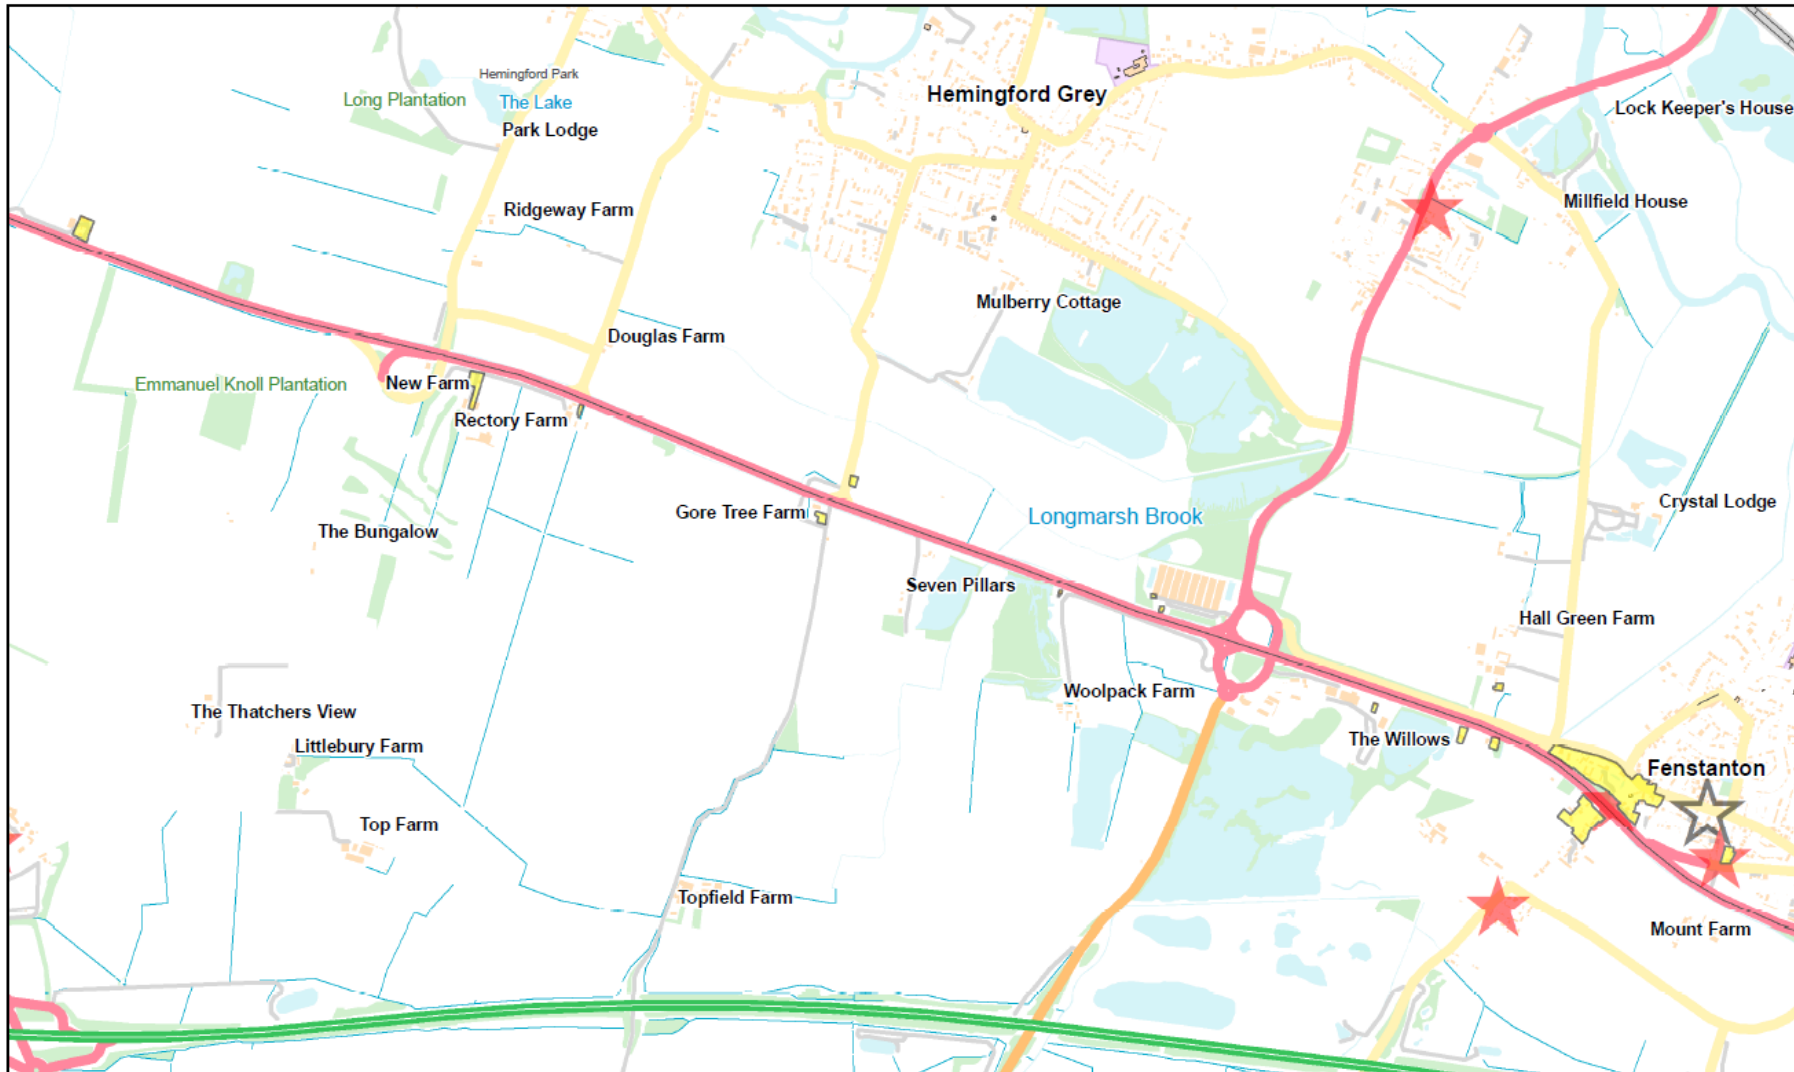 Hemingford Park
Long Plantation
The Lake
Hemingford Grey
Lock Keeper's House
Park Lodge
Ridgeway Farm
Millfield House
Mulberry Cottage
Douglas Farm
Emmanuel Knoll Plantation
New Farm
Rectory Farm
Crystal Lodge
Gore Tree Farm
Longmarsh Brook
The Bungalow
Seven Pillars
Hall Green Farm
Woolpack Farm
The Thatchers View
The Willows
Littlebury Farm
Fenstanton
Top Farm
Topfield Farm
Mount Farm